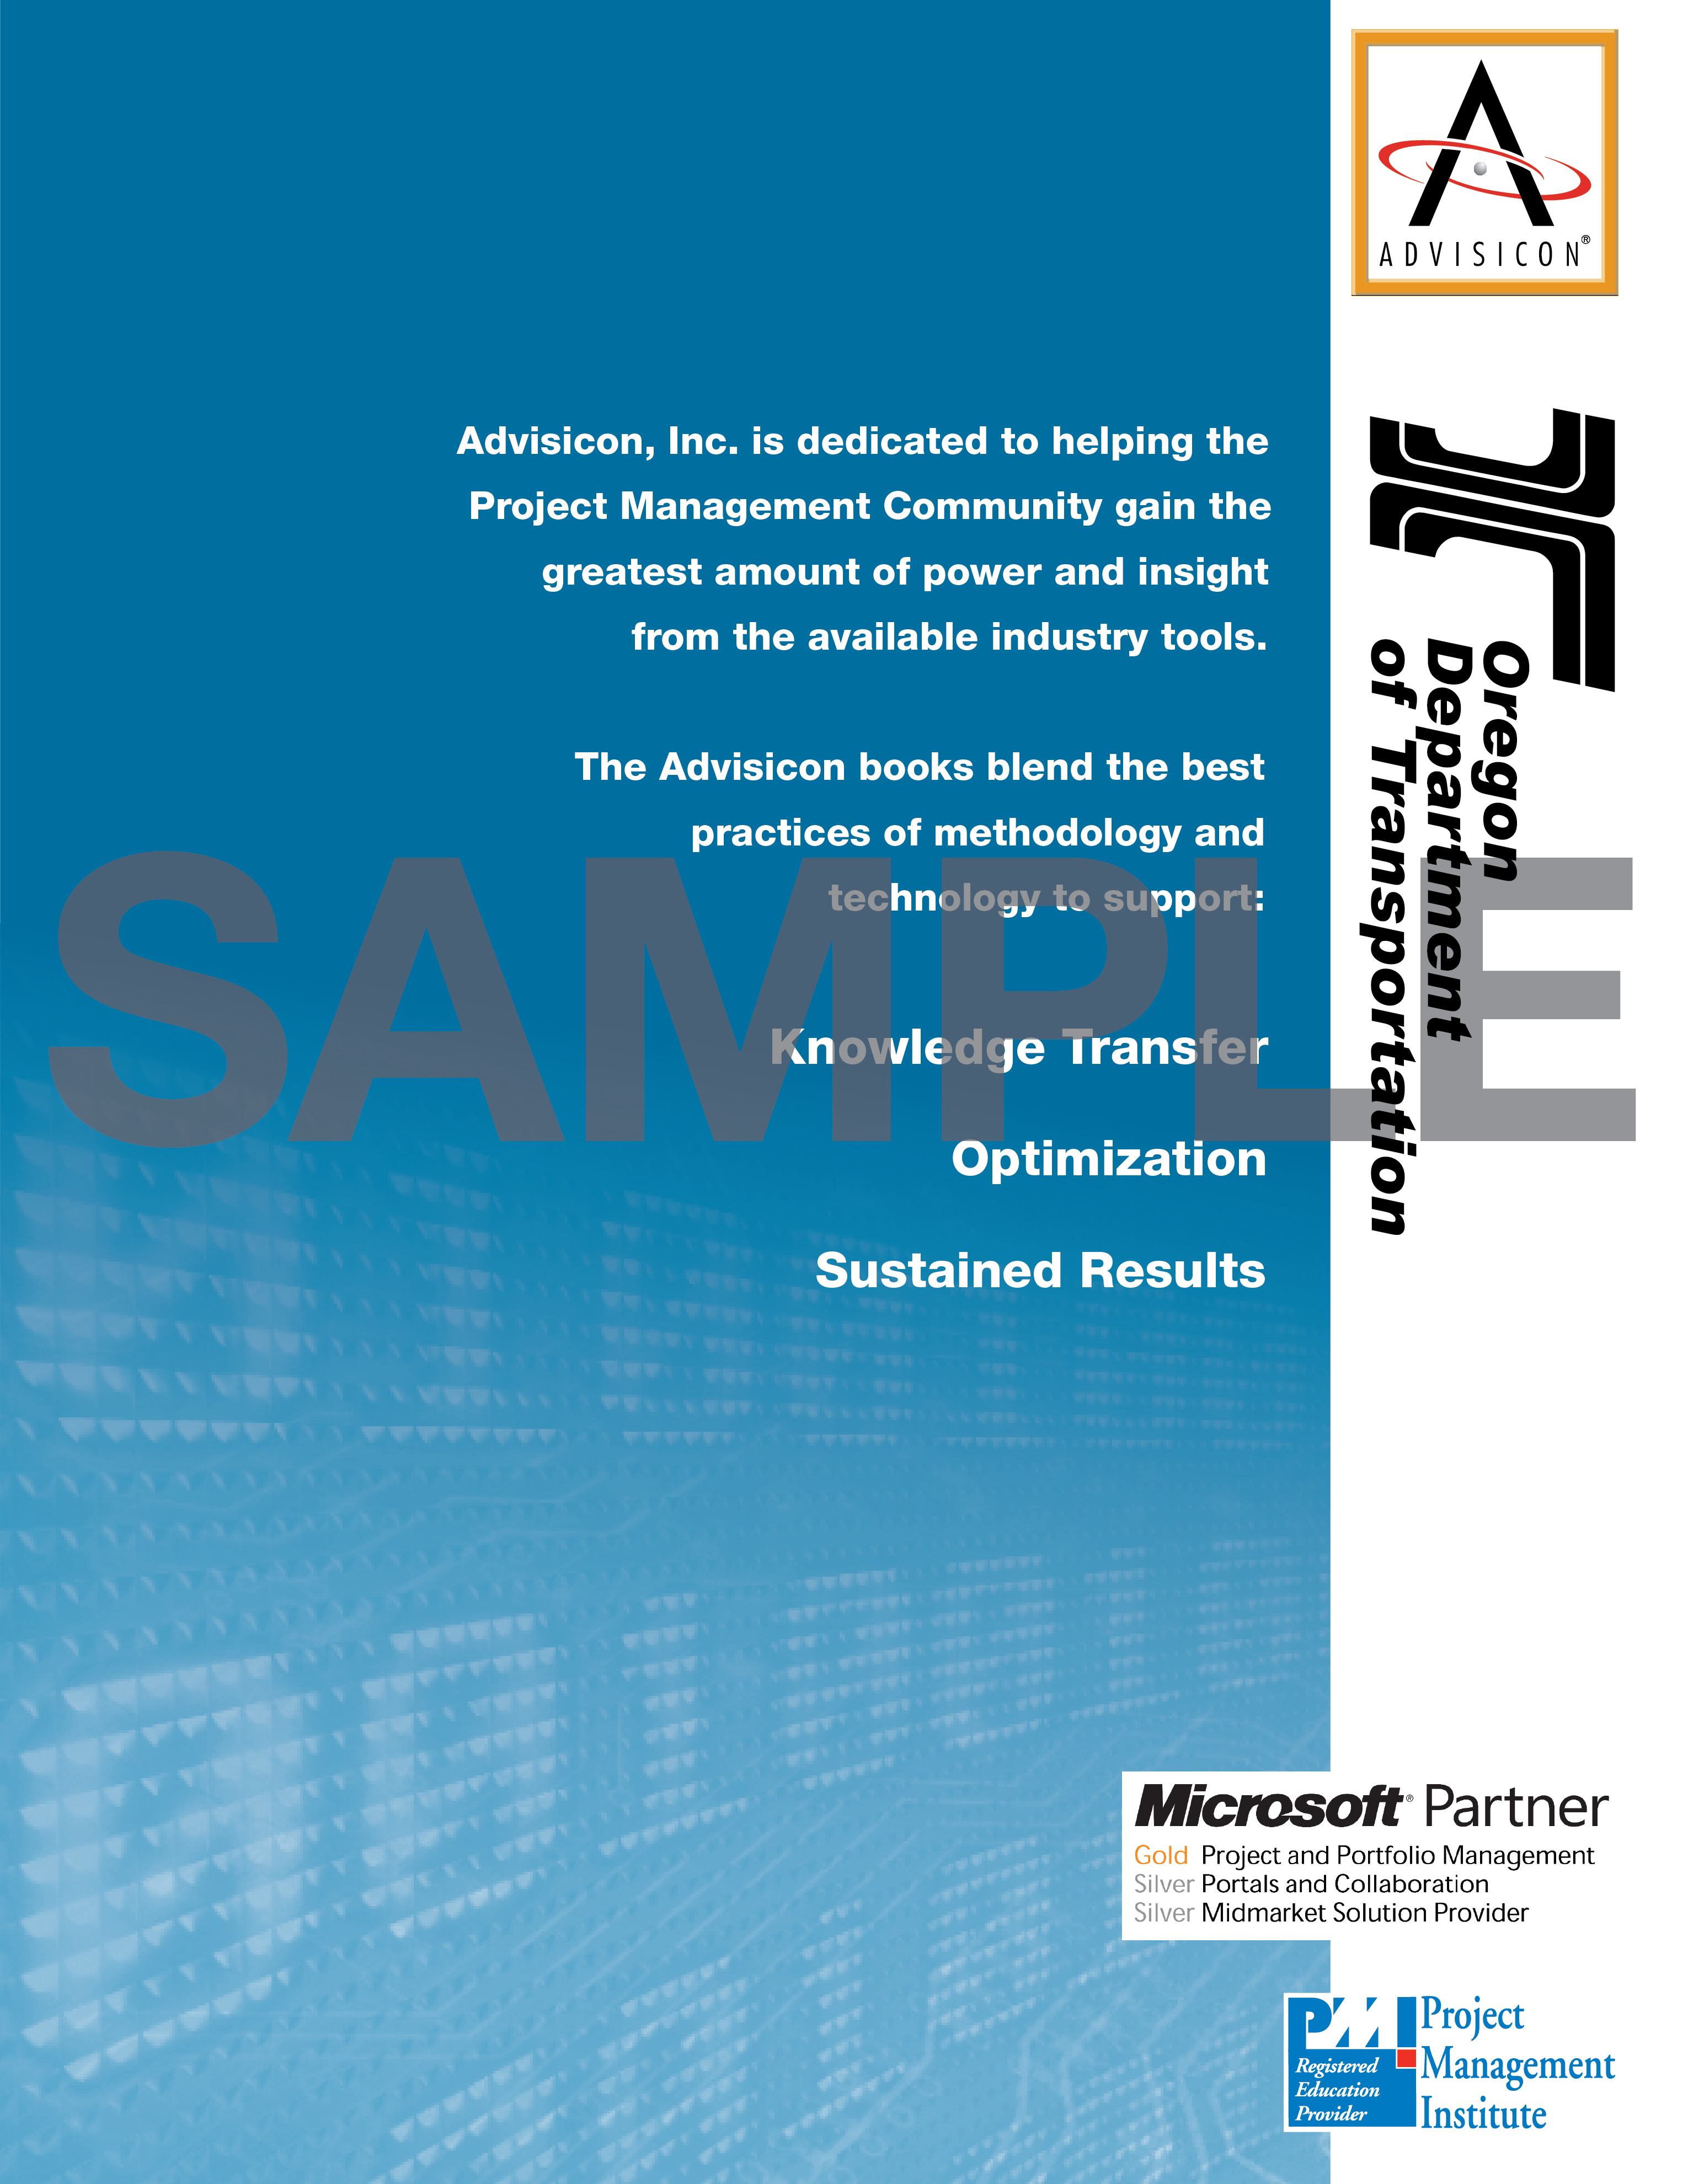 ADVISICON®
Advisicon, Inc. is dedicated to helping the
Project Management Community gain the
greatest amount of power and insight
from the available industry tools.
The Advisicon books blend the best
practices of methodology and
technology to support:
Knowledge Transfer
Optimization
Sustained Results
SAMPLE
Oregon
Department
of Transportation
Microsoft® Partner
Gold Project and Portfolio Management
Silver Portals and Collaboration
Silver Midmarket Solution Provider
PMI
Registered
Education
Provider
Project
Management
Institute